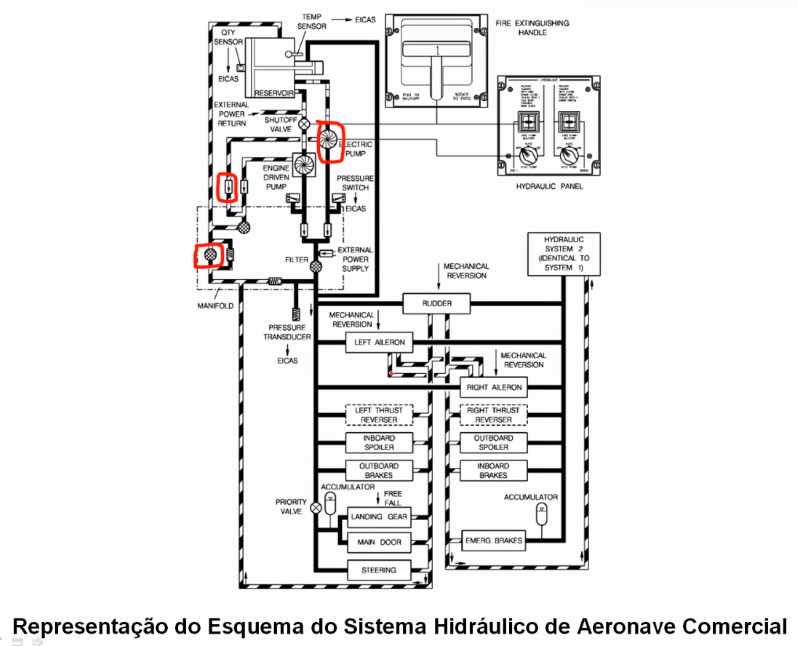 TEMP
SENSOR
EICAS
QTY
SENSOR
EICAS
RESERVOIR
EXTERNAL
POWER
RETURN
SHUTOFF
VALVE
ELECTRIC
PUMP
ENGINE
DRIVEN
PUMP
PRESSURE
SWITCH
EICAS
FILTER
EXTERNAL
POWER
SUPPLY
MANIFOLD
PRESSURE
TRANSDUCER
EICAS
1
PULL TO
SHUTOFF
FIRE EXTINGUISHING
HANDLE
HYDRAULIC PANEL
HYDRAULIC
SYSTEM 2
(IDENTICAL TO
SYSTEM 1)
MECHANICAL
REVERSION
RUDDER
MECHANICAL
REVERSION
LEFT AILERON
MECHANICAL
REVERSION
RIGHT AILERON
LEFT THRUST
REVERSER
RIGHT THRUST
REVERSER
INBOARD
SPOILER
OUTBOARD
SPOILER
OUTBOARD
BRAKES
INBOARD
BRAKES
ACCUMULATOR
FREE
FALL
PRIORITY
VALVE
LANDING GEAR
MAIN DOOR
STEERING
ACCUMULATOR
EMERG. BRAKES
Representação do Esquema do Sistema Hidráulico de Aeronave Comercial